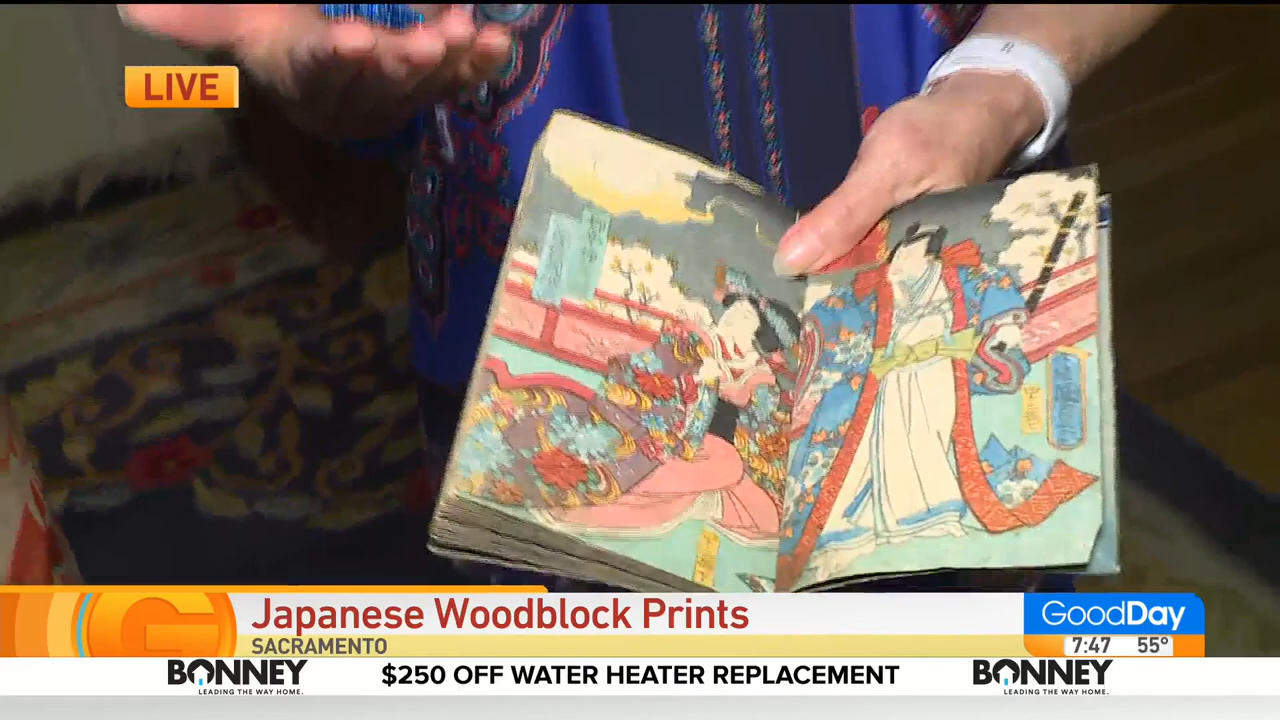 LIVE
Japanese Woodblock Prints
GoodDay
SACRAMENTO
7:47 55°
BONNEY
LEADING THE WAY HOME.
$250 OFF WATER HEATER REPLACEMENT
BONNEY
LEADING THE WAY HOME.